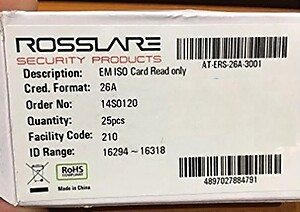 ROSSLARE
SECURITY PRODUCTS
AT-ERS-26A-3001
Description: EM ISO Card Read only
Cred. Format: 26A
Order No: 14S0120
Quantity: 25pcs
Facility Code: 210
ID Range: 16294 ~ 16318
RoHS
COMPLIANT
Made in China
4897027884791